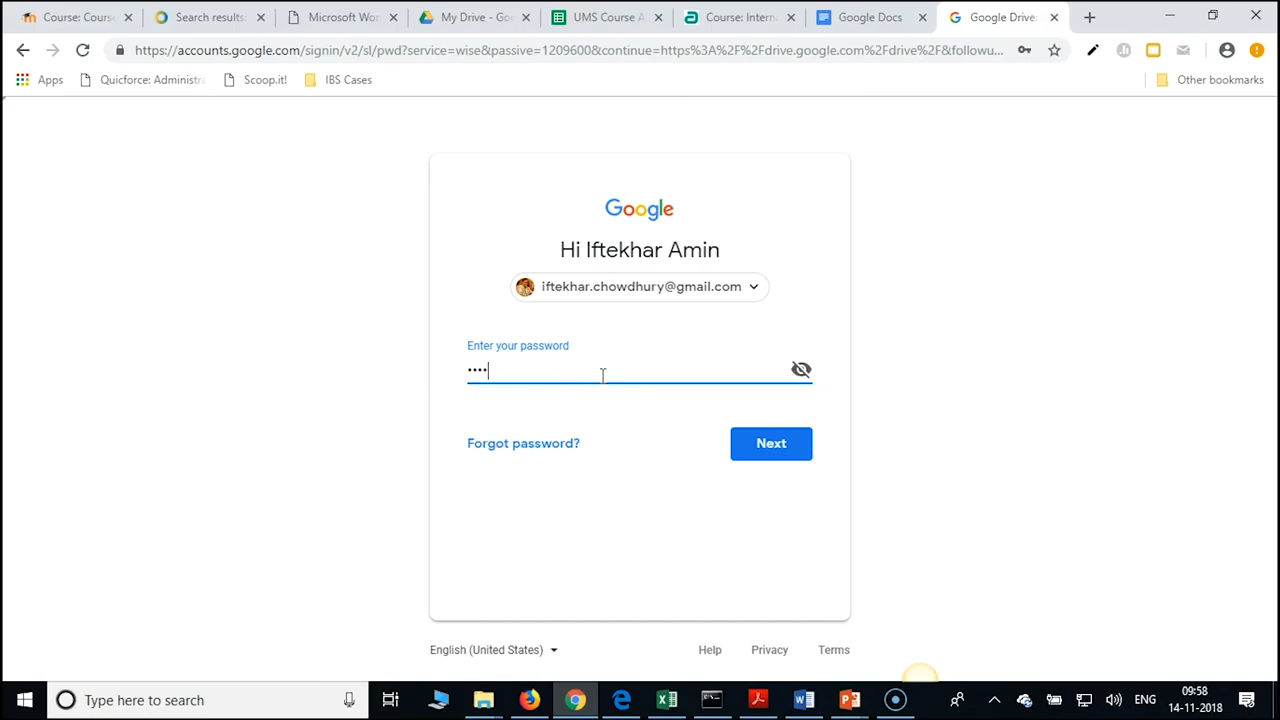 Course: Cours
Search results:
Microsoft Wor
My Drive - Goo
UMS Course A
Course: Intern
Google Docs
Google Drive:
https://accounts.google.com/signin/v2/sl/pwd?service=wise&passive=1209600&continue=https%3A%2F%2Fdrive.google.com%2Fdrive%2F&followu...
Apps
Quicforce: Administra
Scoop.it!
IBS Cases
Other bookmarks
Google
Hi Iftekhar Amin
iftekhar.chowdhury@gmail.com
Enter your password
••••
Forgot password?
Next
English (United States)
Help
Privacy
Terms
Type here to search
ENG
09:58
14-11-2018